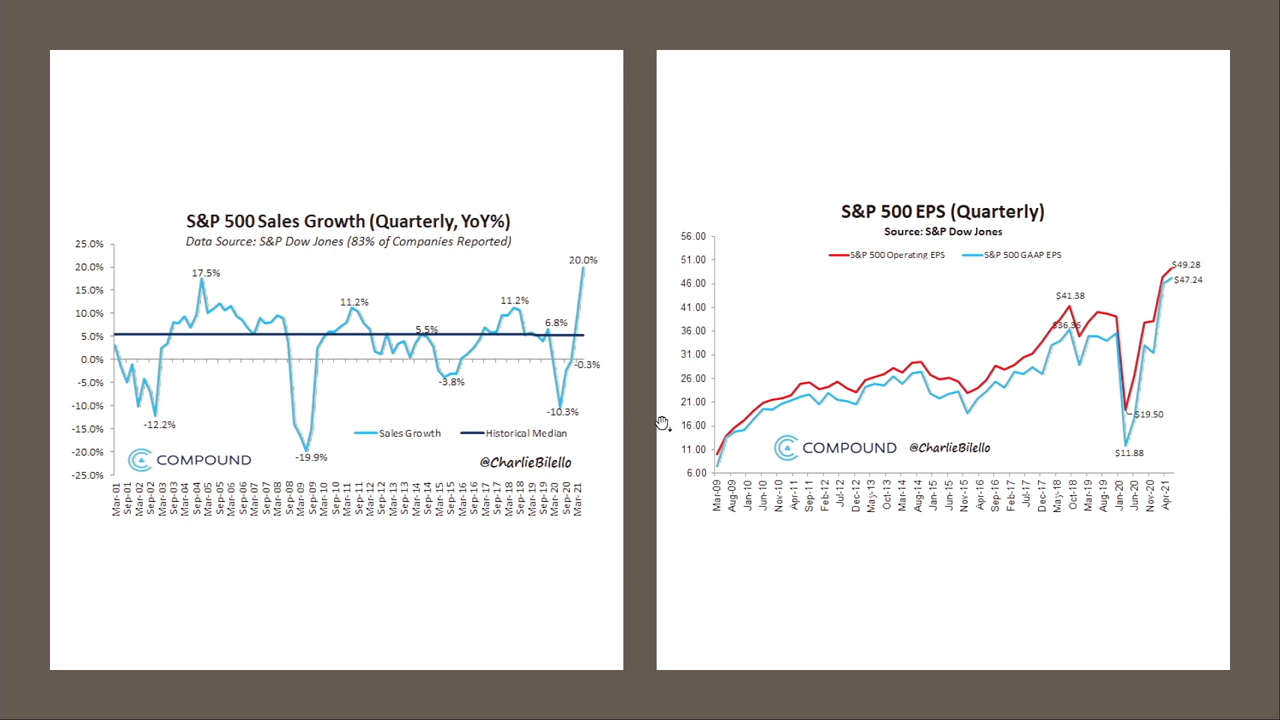 S&P 500 Sales Growth (Quarterly, YoY%)
Data Source: S&P Dow Jones (83% of Companies Reported)
25.0%
20.0%
15.0%
10.0%
5.0%
0.0%
-5.0%
-10.0%
-15.0%
-20.0%
-25.0%
17.5%
11.2%
5.5%
11.2%
6.8%
20.0%
-0.3%
-12.2%
-19.9%
-3.8%
-10.3%
Sales Growth
Historical Median
COMPOUND
@CharlieBilello
Mar-01
Sep-01
Mar-02
Sep-02
Mar-03
Sep-03
Mar-04
Sep-04
Mar-05
Sep-05
Mar-06
Sep-06
Mar-07
Sep-07
Mar-08
Sep-08
Mar-09
Sep-09
Mar-10
Sep-10
Mar-11
Sep-11
Mar-12
Sep-12
Mar-13
Sep-13
Mar-14
Sep-14
Mar-15
Sep-15
Mar-16
Sep-16
Mar-17
Sep-17
Mar-18
Sep-18
Mar-19
Sep-19
Mar-20
Sep-20
Mar-21
S&P 500 EPS (Quarterly)
Source: S&P Dow Jones
S&P 500 Operating EPS
S&P 500 GAAP EPS
56.00
51.00
46.00
41.00
36.00
31.00
26.00
21.00
16.00
11.00
6.00
$49.28
$47.24
$41.38
$36.36
$19.50
$11.88
COMPOUND
@CharlieBilello
Mar-09
Aug-09
Jan-10
Jun-10
Nov-10
Apr-11
Sep-11
Feb-12
Jul-12
Dec-12
May-13
Oct-13
Mar-14
Aug-14
Jan-15
Jun-15
Nov-15
Apr-16
Sep-16
Feb-17
Jul-17
Dec-17
May-18
Oct-18
Mar-19
Aug-19
Jan-20
Jun-20
Nov-20
Apr-21